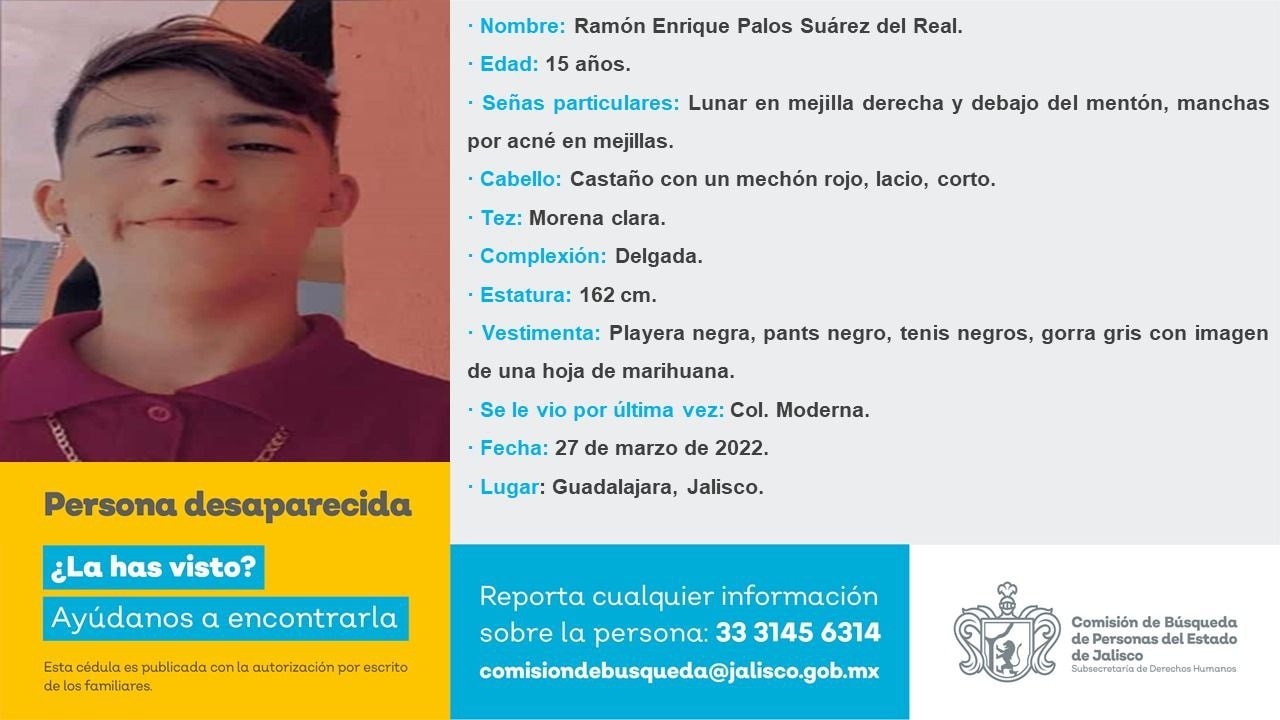 · Nombre: Ramón Enrique Palos Suárez del Real.
· Edad: 15 años.
· Señas particulares: Lunar en mejilla derecha y debajo del mentón, manchas
por acné en mejillas.
· Cabello: Castaño con un mechón rojo, lacio, corto.
· Tez: Morena clara.
· Complexión: Delgada.
· Estatura: 162 cm.
· Vestimenta: Playera negra, pants negro, tenis negros, gorra gris con imagen
de una hoja de marihuana.
· Se le vio por última vez: Col. Moderna.
· Fecha: 27 de marzo de 2022.
· Lugar: Guadalajara, Jalisco.
Persona desaparecida
¿La has visto?
Ayúdanos a encontrarla
Esta cédula es publicada con la autorización por escrito
de los familiares.
Reporta cualquier información
sobre la persona: 33 3145 6314
comisiondebusqueda@jalisco.gob.mx
Comisión de Búsqueda
de Personas del Estado
de Jalisco
Subsecretaría de Derechos Humanos